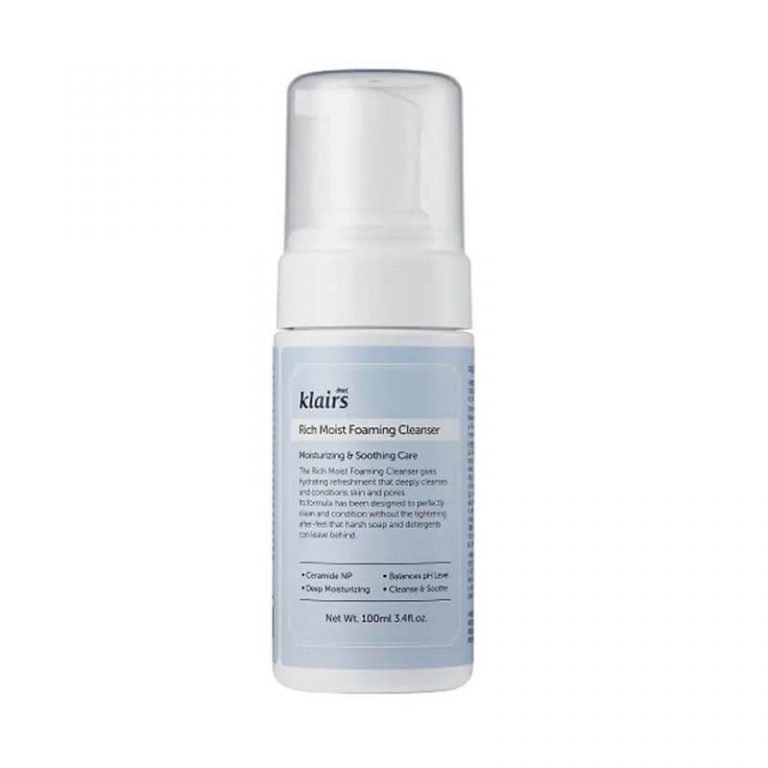 dear,
klairs
Rich Moist Foaming Cleanser
Moisturizing & Soothing Care
The Rich Moist Foaming Cleanser gives
hydrating refreshment that deeply cleanses
and conditions skin and pores
Its formula has been designed to perfectly
clean and condition without the tightening
after-feel that harsh soap and detergents
can leave behind.
• Ceramide NP • Balances pH Level
• Deep Moisturizing • Cleanse & Soothe
Net Wt. 100ml 3.4fl.oz.